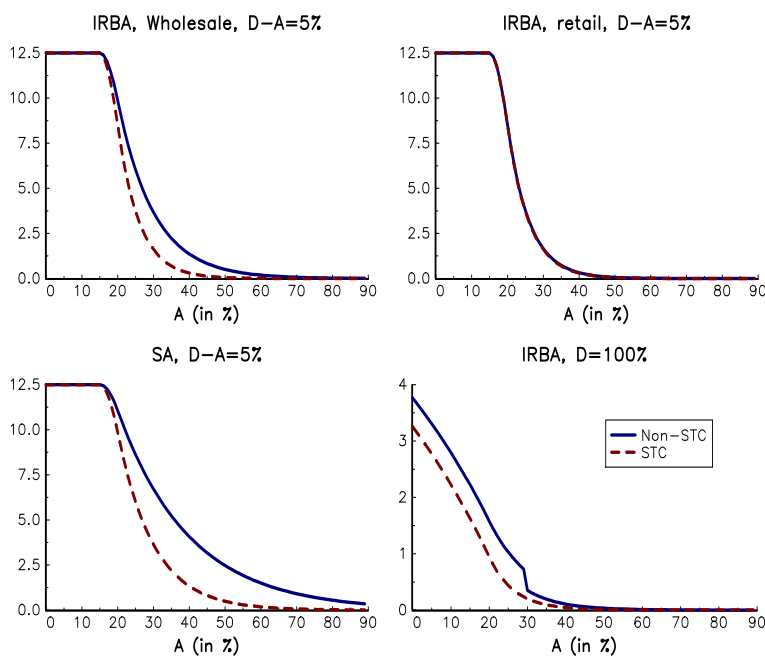 IRBA, Wholesale, D-A=5%
12.5
10.0
7.5
5.0
2.5
0.0
0 10 20 30 40 50 60 70 80 90
A (in %)
IRBA, retail, D-A=5%
12.5
10.0
7.5
5.0
2.5
0.0
0 10 20 30 40 50 60 70 80 90
A (in %)
SA, D-A=5%
12.5
10.0
7.5
5.0
2.5
0.0
0 10 20 30 40 50 60 70 80 90
A (in %)
IRBA, D=100%
4
3
2
1
0
0 10 20 30 40 50 60 70 80 90
A (in %)
Non-STC
STC